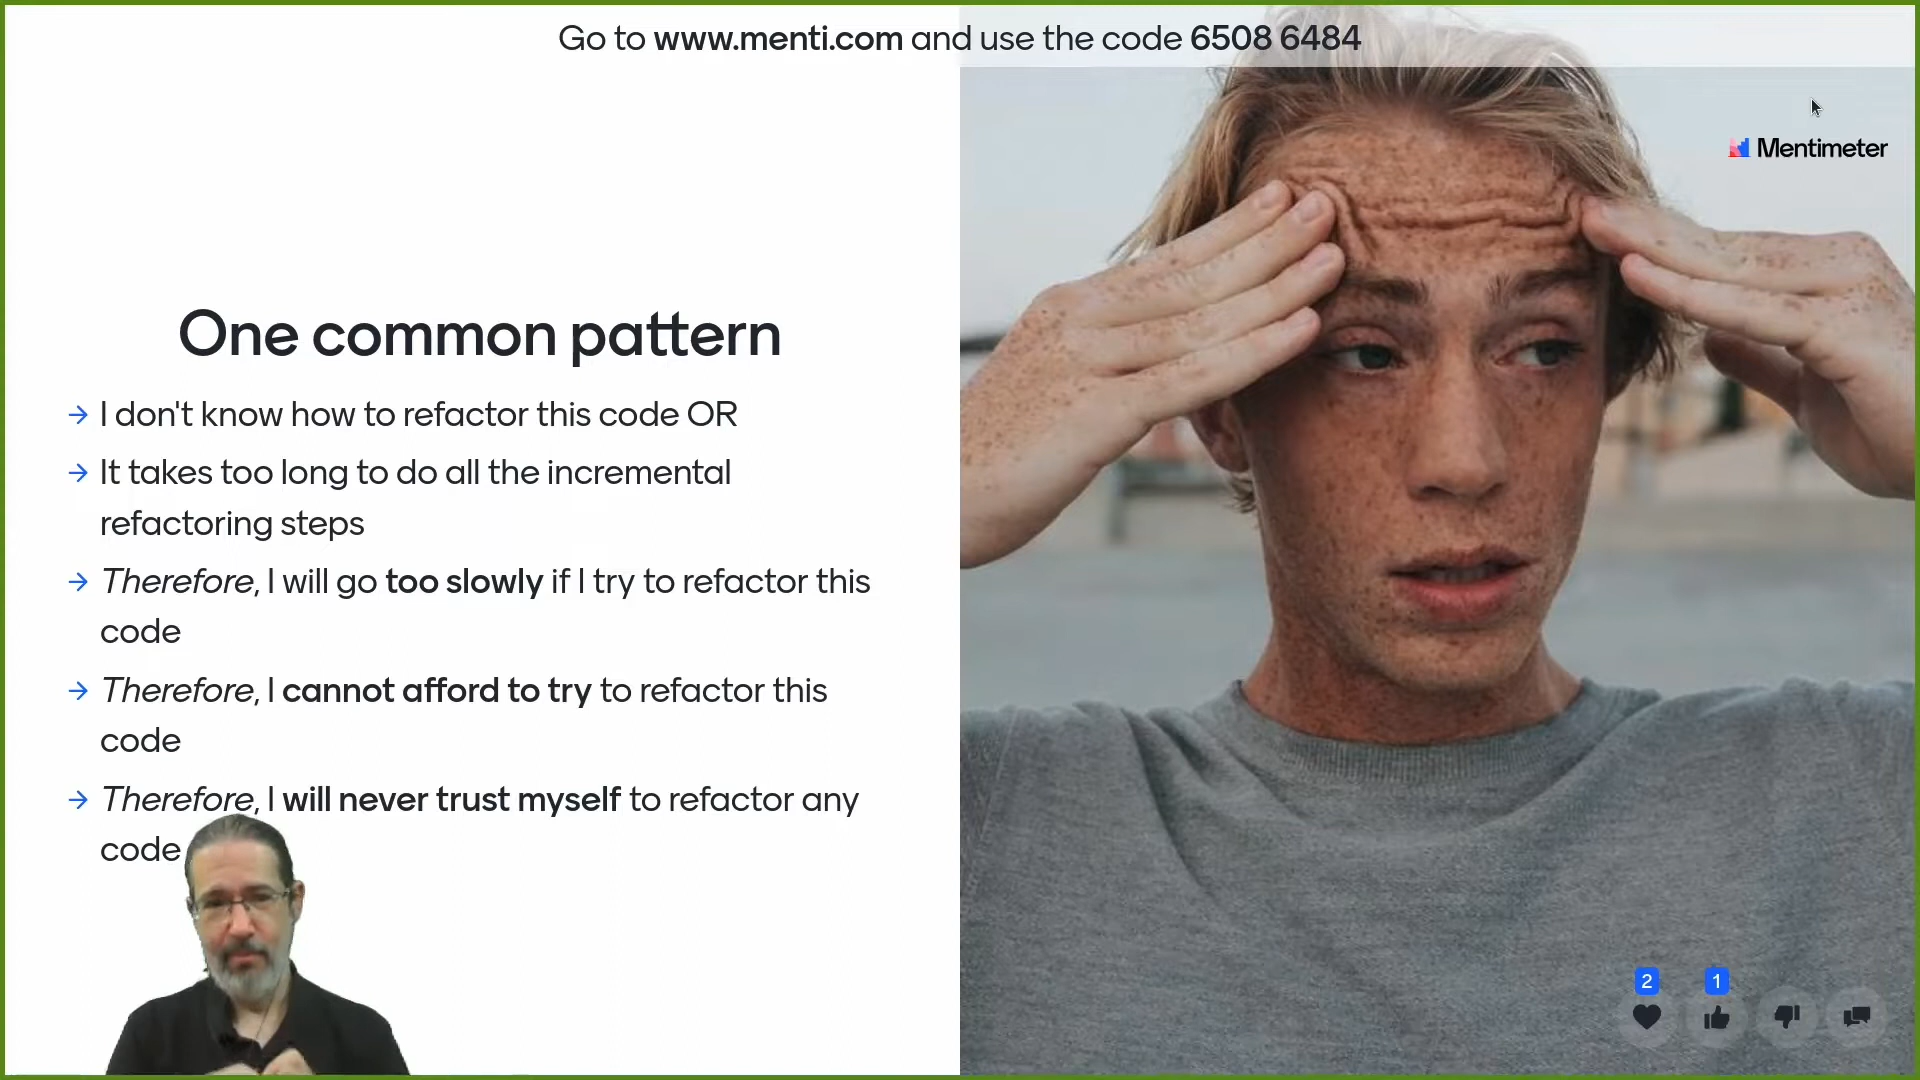 Go to www.menti.com and use the code 6508 6484
Mentimeter
One common pattern
→ I don't know how to refactor this code OR
→ It takes too long to do all the incremental
refactoring steps
→ Therefore, I will go too slowly if I try to refactor this
code
→ Therefore, I cannot afford to try to refactor this
code
→ Therefore, I will never trust myself to refactor any
code
2 1